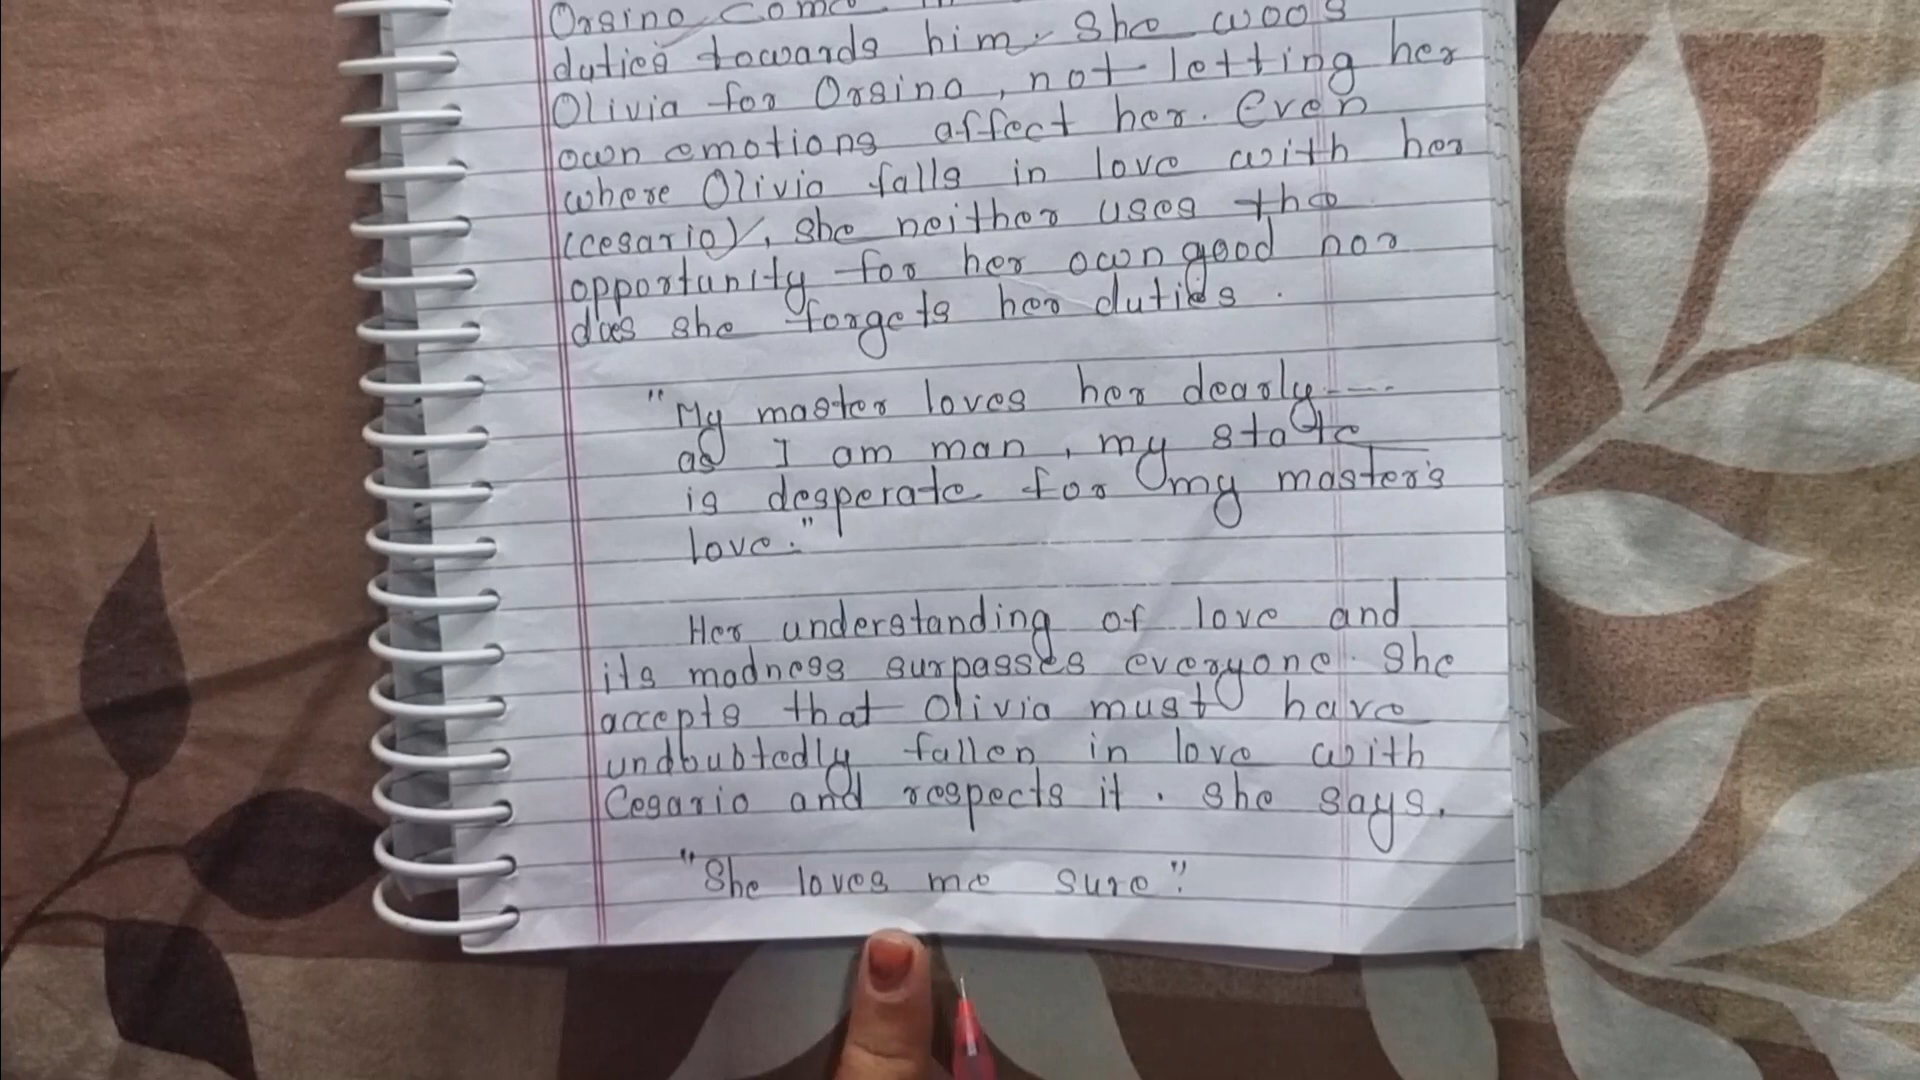 Orsino come
duties towards him. She woos
Olivia for Orsino, not letting her
own emotions affect her. Even
where Olivia falls in love with her
(cesario), she neither uses the
opportunity for her own good nor
does she forgets her duties.
"My master loves her dearly----
as I am man, my state
is desperate for my master's
love."
Her understanding of love and
its madness surpasses everyone. She
accepts that Olivia must have
undoubtedly fallen in love with
Cesario and respects it. She says,
"She loves me sure".